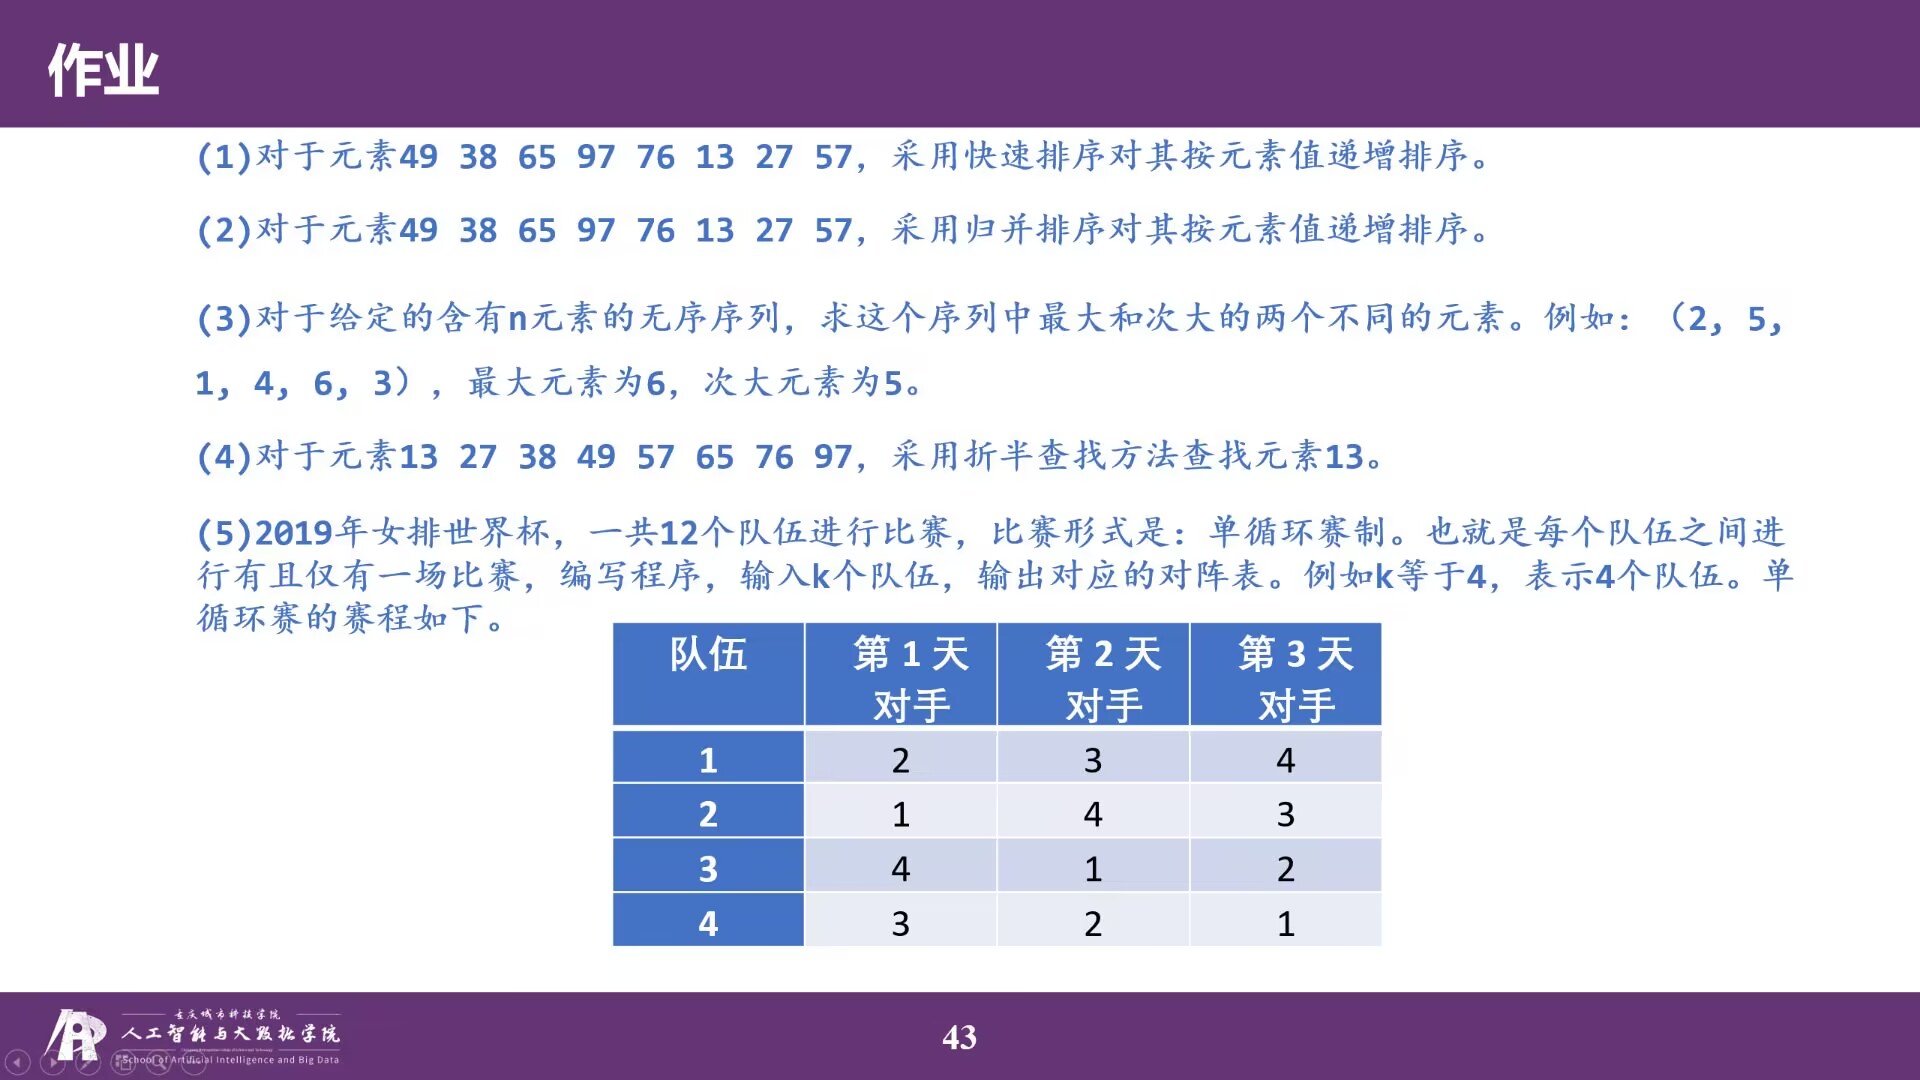 作业
(1)对于元素49 38 65 97 76 13 27 57，采用快速排序对其按元素值递增排序。
(2)对于元素49 38 65 97 76 13 27 57，采用归并排序对其按元素值递增排序。
(3)对于给定的含有n元素的无序序列，求这个序列中最大和次大的两个不同的元素。例如：（2, 5,
1, 4, 6, 3），最大元素为6，次大元素为5。
(4)对于元素13 27 38 49 57 65 76 97，采用折半查找方法查找元素13。
(5)2019年女排世界杯，一共12个队伍进行比赛，比赛形式是：单循环赛制。也就是每个队伍之间进
行有且仅有一场比赛，编写程序，输入k个队伍，输出对应的对阵表。例如k等于4，表示4个队伍。单
循环赛的赛程如下。
队伍 第1天对手 第2天对手 第3天对手
1 2 3 4
2 1 4 3
3 4 1 2
4 3 2 1
重庆城市科技学院
人工智能与大数据学院
School of Artificial Intelligence and Big Data
43